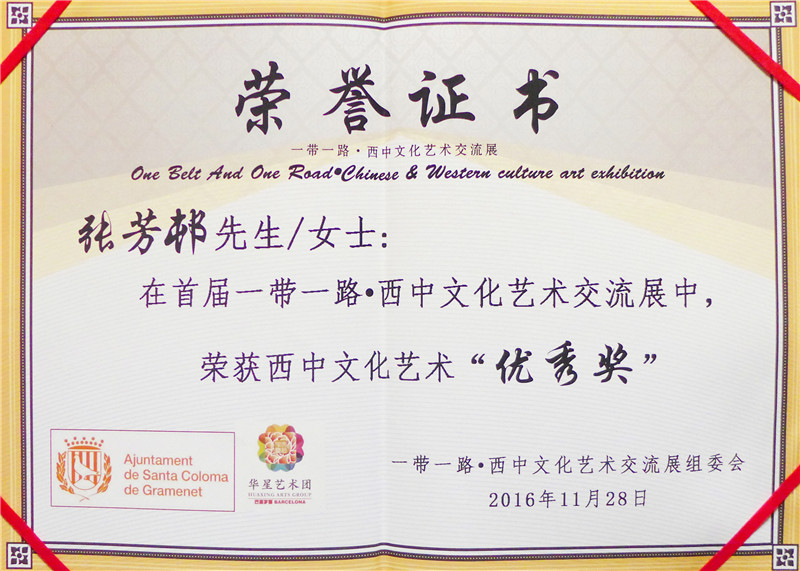 荣誉证书
一带一路·西中文化艺术交流展
One Belt And One Road•Chinese & Western culture art exhibition
张芳邨先生/女士:
在首届一带一路•西中文化艺术交流展中,
荣获西中文化艺术“优秀奖”
Ajuntament
de Santa Coloma
de Gramenet
华星艺术团
HUAXING ARTS GROUP
巴塞罗那 BARCELONA
一带一路•西中文化艺术交流展组委会
2016年11月28日